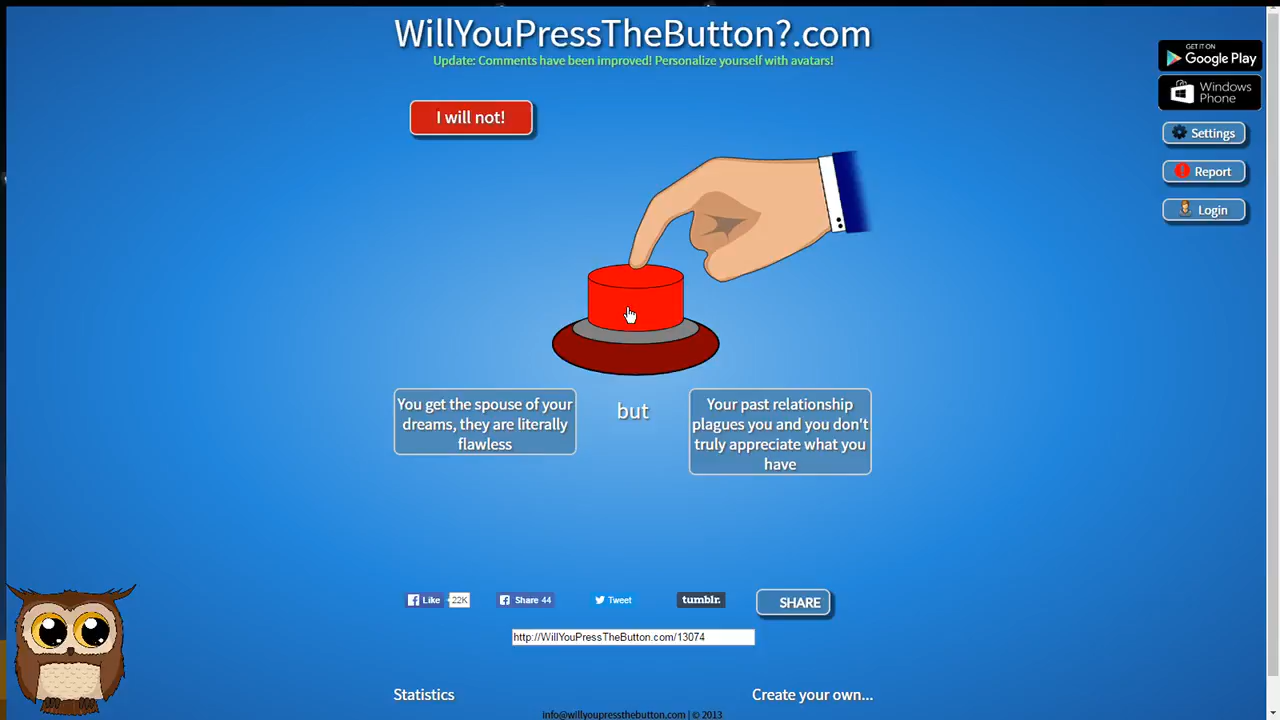 WillYouPressTheButton?.com
Update: Comments have been improved! Personalize yourself with avatars!
GET IT ON
Google Play
Windows
Phone
I will not!
Settings
Report
Login
You get the spouse of your
dreams, they are literally
flawless
but
Your past relationship
plagues you and you don't
truly appreciate what you
have
Like 22K
Share 44
Tweet
tumblr.
SHARE
http://WillYouPressTheButton.com/13074
Statistics
Create your own...
info@willyoupressthebutton.com | © 2013